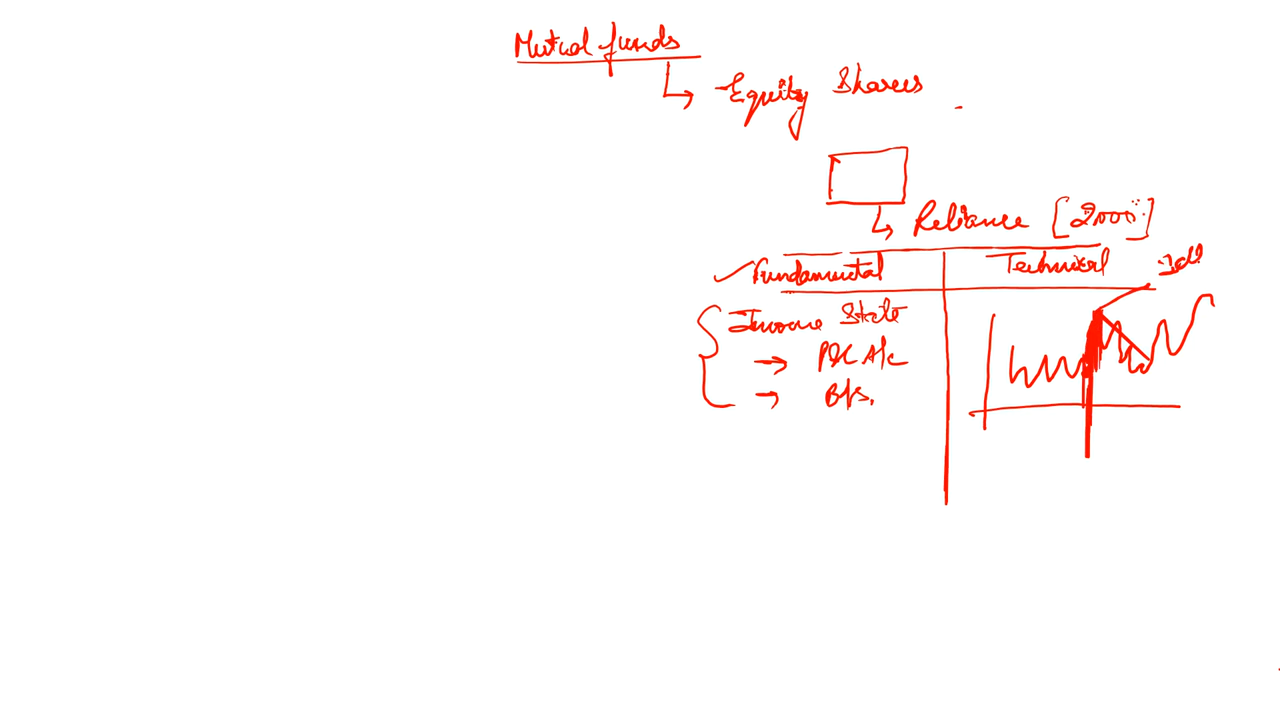 Mutual funds
↳ Equity Shares
↳ Reliance [2000]
Fundamental Technical
Income State
→ P&L A/c
→ B/s.